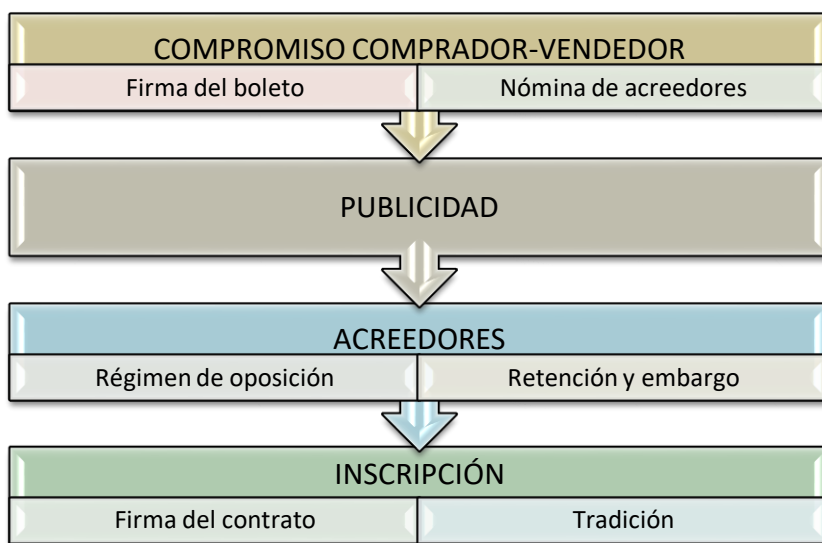 COMPROMISO COMPRADOR-VENDEDOR
Firma del boleto
Nómina de acreedores
PUBLICIDAD
ACREEDORES
Régimen de oposición
Retención y embargo
INSCRIPCIÓN
Firma del contrato
Tradición